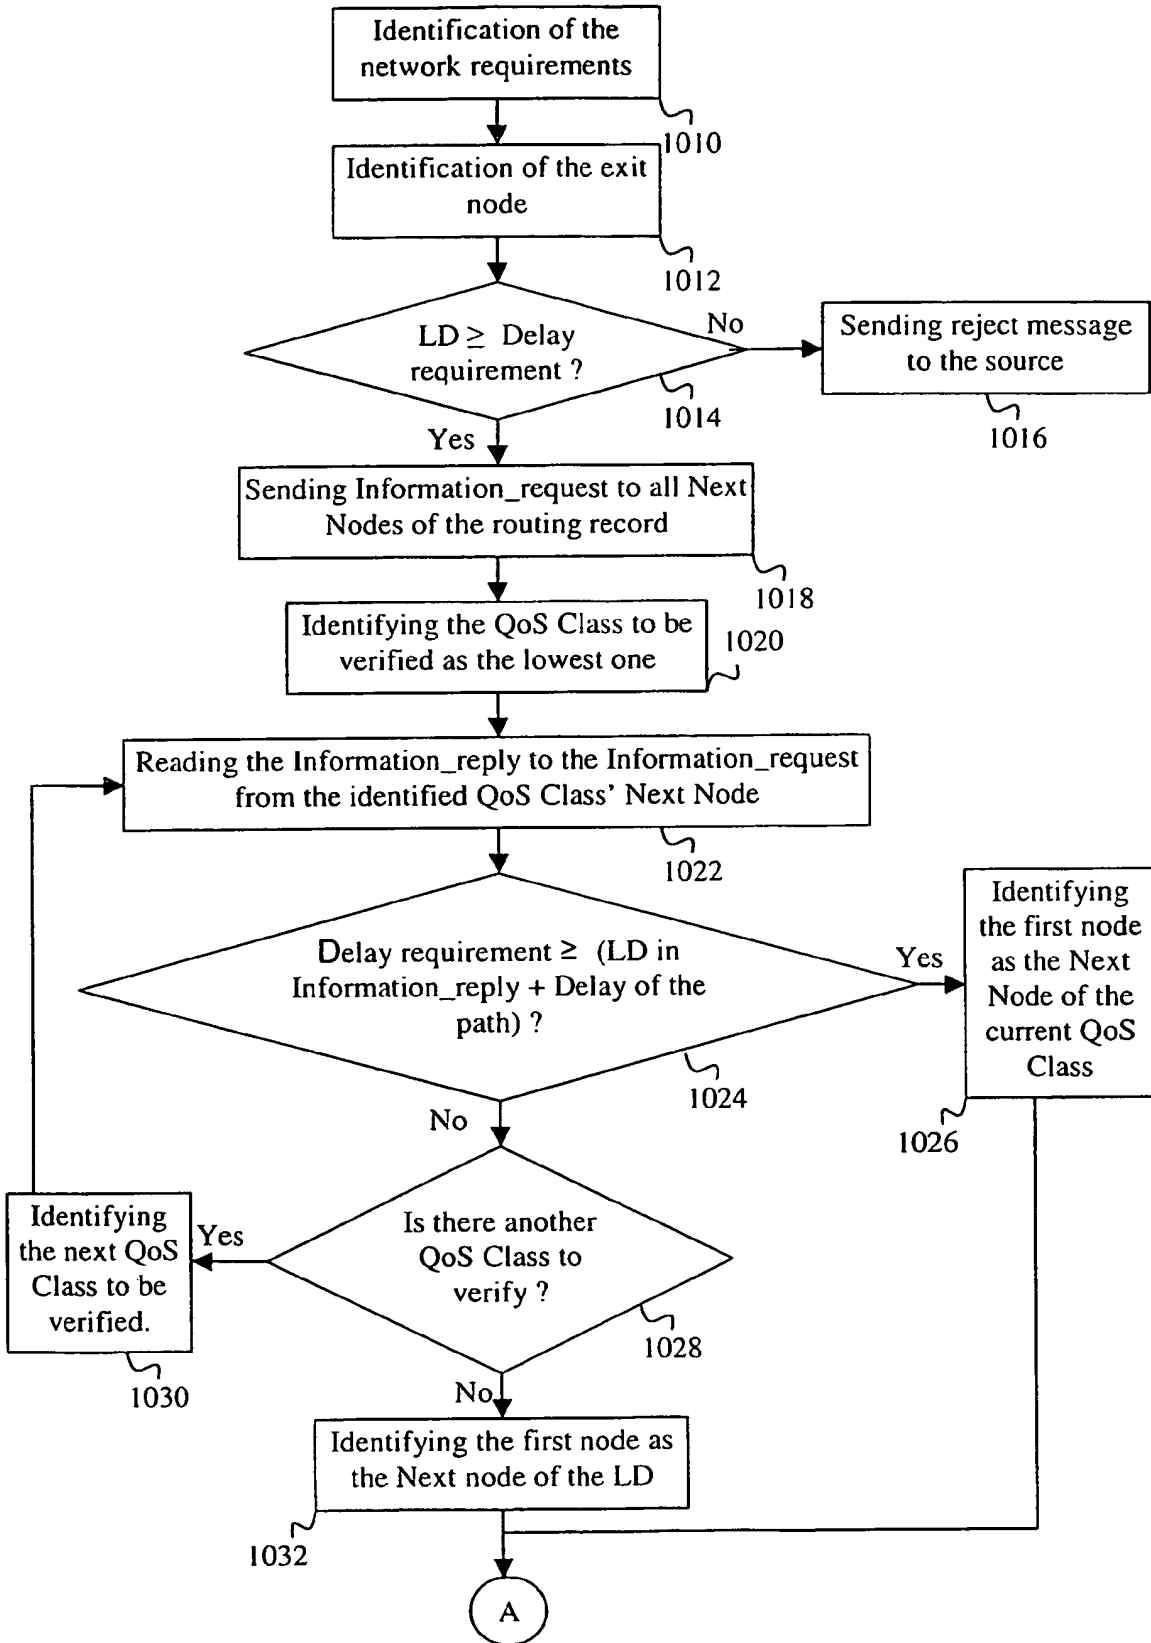 Identification of the
network requirements
1010
Identification of the exit
node
1012
LD ≥ Delay
requirement ?
1014
No
Sending reject message
to the source
1016
Yes
Sending Information_request to all Next
Nodes of the routing record
1018
Identifying the QoS Class to be
verified as the lowest one
1020
Reading the Information_reply to the Information_request
from the identified QoS Class' Next Node
1022
Delay requirement ≥ (LD in
Information_reply + Delay of the
path) ?
1024
Yes
Identifying
the first node
as the Next
Node of the
current QoS
Class
1026
No
Is there another
QoS Class to
verify ?
1028
Yes
Identifying
the next QoS
Class to be
verified.
1030
No
Identifying the first node as
the Next node of the LD
1032
A